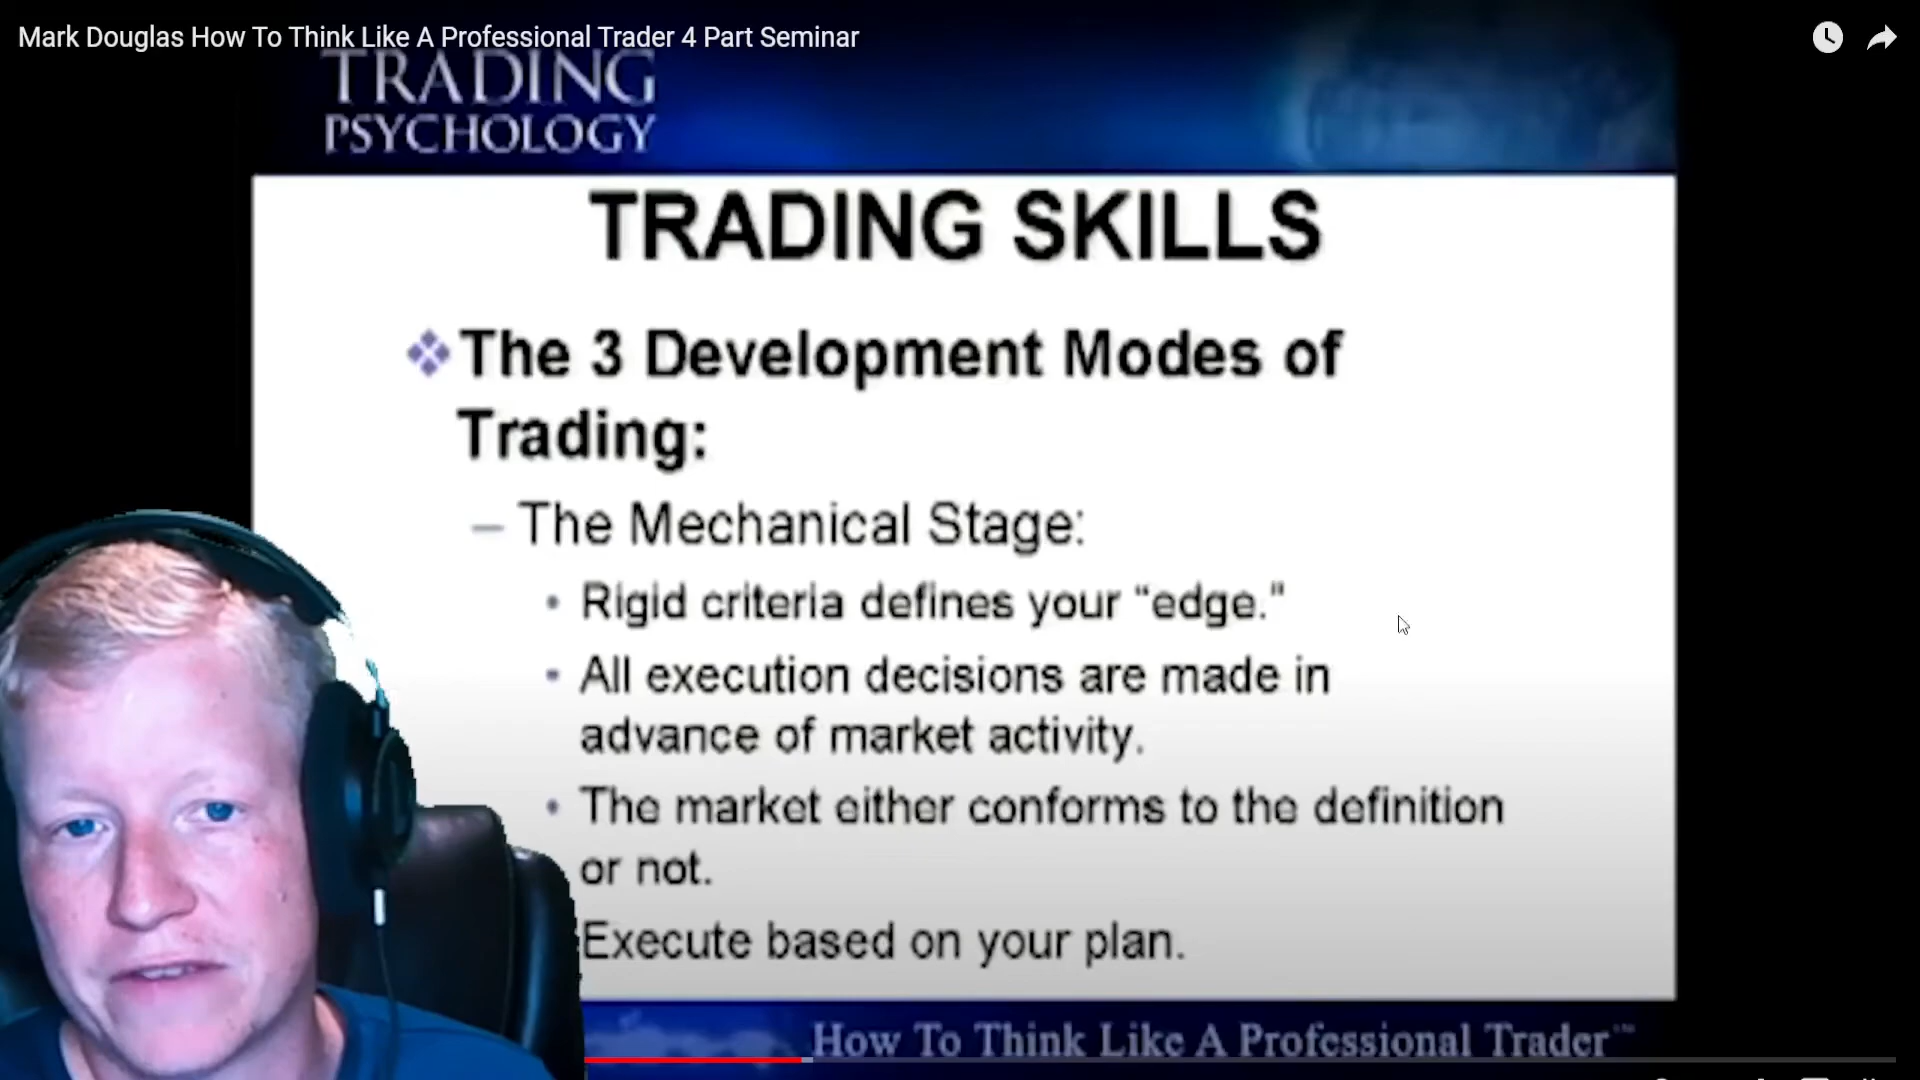 Mark Douglas How To Think Like A Professional Trader 4 Part Seminar
TRADING
PSYCHOLOGY
TRADING SKILLS
The 3 Development Modes of
Trading:
– The Mechanical Stage:
• Rigid criteria defines your “edge.”
• All execution decisions are made in
advance of market activity.
• The market either conforms to the definition
or not.
Execute based on your plan.
How To Think Like A Professional Trader™